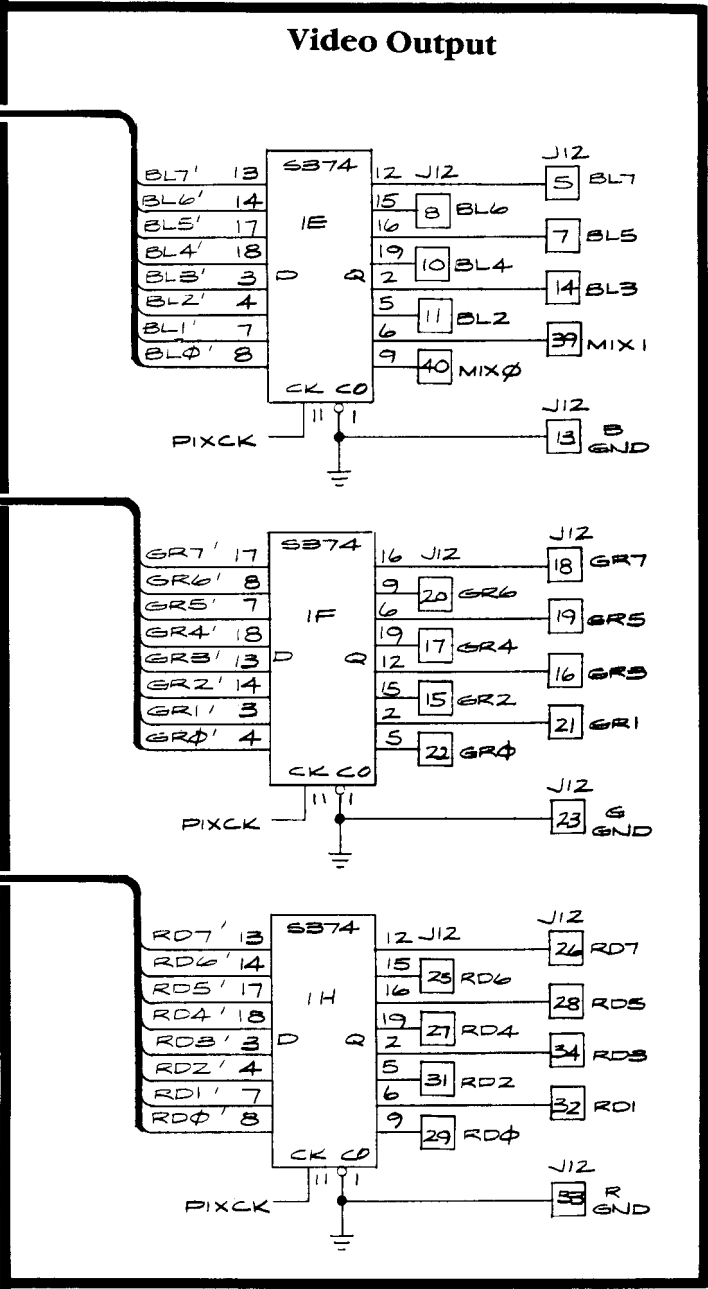 Video Output
S374 J12
BL7' 13 12 J12 5 BL7
BL6' 14 15 8 BL6
BL5' 17 1E 16 7 BL5
BL4' 18 19 10 BL4
BL3' 3 D Q 2 14 BL3
BL2' 4 5 11 BL2
BL1' 7 6 39 MIX1
BLØ' 8 9 40 MIXØ
CK CO J12
PIXCK 11 1 13 B GND
S374 J12
GR7' 17 16 J12 18 GR7
GR6' 8 9 20 GR6
GR5' 7 1F 6 19 GR5
GR4' 18 19 17 GR4
GR3' 13 D Q 12 16 GR3
GR2' 14 15 15 GR2
GR1' 3 2 21 GR1
GRØ' 4 5 22 GRØ
CK CO J12
PIXCK 11 1 23 G GND
S374 J12
RD7' 13 12 J12 26 RD7
RD6' 14 15 25 RD6
RD5' 17 1H 16 28 RD5
RD4' 18 19 27 RD4
RD3' 3 D Q 2 34 RD3
RD2' 4 5 31 RD2
RD1' 7 6 32 RD1
RDØ' 8 9 29 RDØ
CK CO J12
PIXCK 11 1 33 R GND